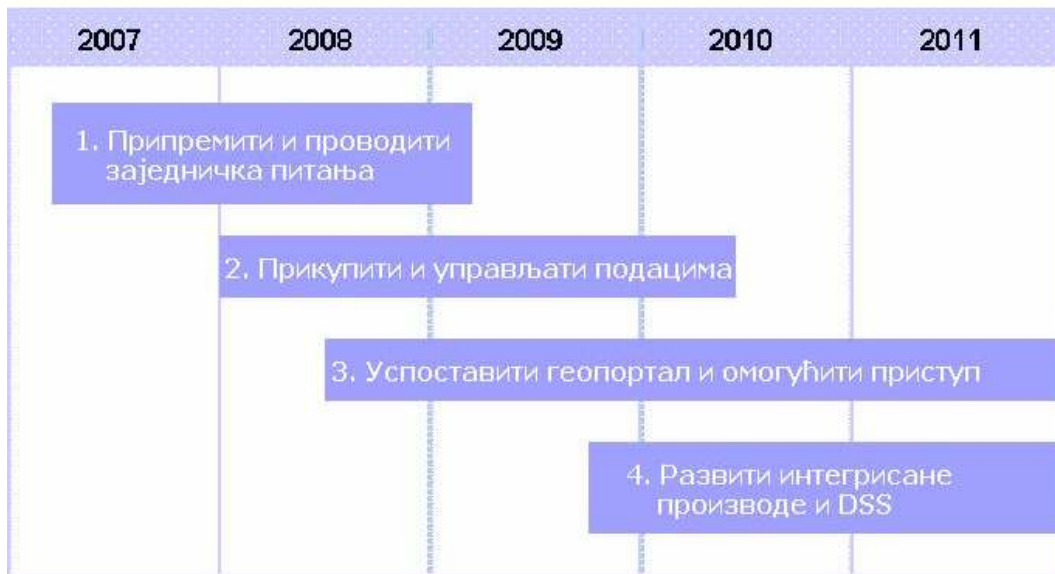 2007 2008 2009 2010 2011
1. Припремити и проводити
заједничка питања
2. Прикупити и управљати подацима
3. Успоставити геопортал и омогућити приступ
4. Развити интегрисане
производе и DSS